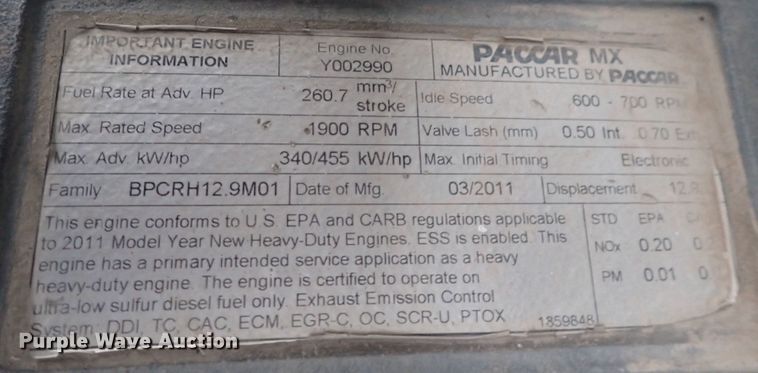 IMPORTANT ENGINE INFORMATION
Engine No. Y002990
PACCAR MX
MANUFACTURED BY PACCAR
Fuel Rate at Adv. HP 260.7 mm³/stroke
Idle Speed 600 - 700 RPM
Max. Rated Speed 1900 RPM
Valve Lash (mm) 0.50 Int. 0.70 Ext
Max. Adv. kW/hp 340/455 kW/hp
Max. Initial Timing Electronic
Family BPCRH12.9M01
Date of Mfg. 03/2011
Displacement 12.9
This engine conforms to U.S. EPA and CARB regulations applicable
to 2011 Model Year New Heavy-Duty Engines. ESS is enabled. This
engine has a primary intended service application as a heavy
heavy-duty engine. The engine is certified to operate on
ultra-low sulfur diesel fuel only. Exhaust Emission Control
System: DDI, TC, CAC, ECM, EGR-C, OC, SCR-U, PTOX
STD EPA
NOx 0.20
PM 0.01
1859848
Purple Wave Auction